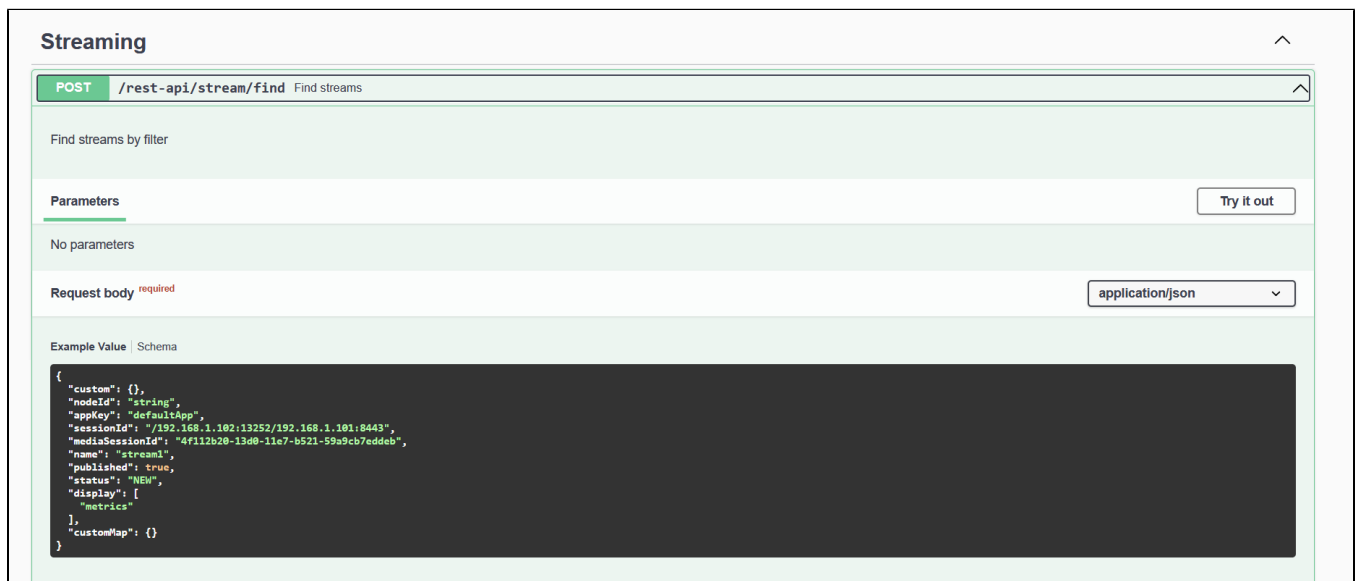 Streaming
POST /rest-api/stream/find Find streams
Find streams by filter
Parameters Try it out
No parameters
Request body required application/json
Example Value Schema
{
"custom": {},
"nodeId": "string",
"appKey": "defaultApp",
"sessionId": "/192.168.1.102:13252/192.168.1.101:8443",
"mediaSessionId": "4f112b20-13d0-11e7-b521-59a9cb7eddeb",
"name": "stream1",
"published": true,
"status": "NEW",
"display": [
"metrics"
],
"customMap": {}
}